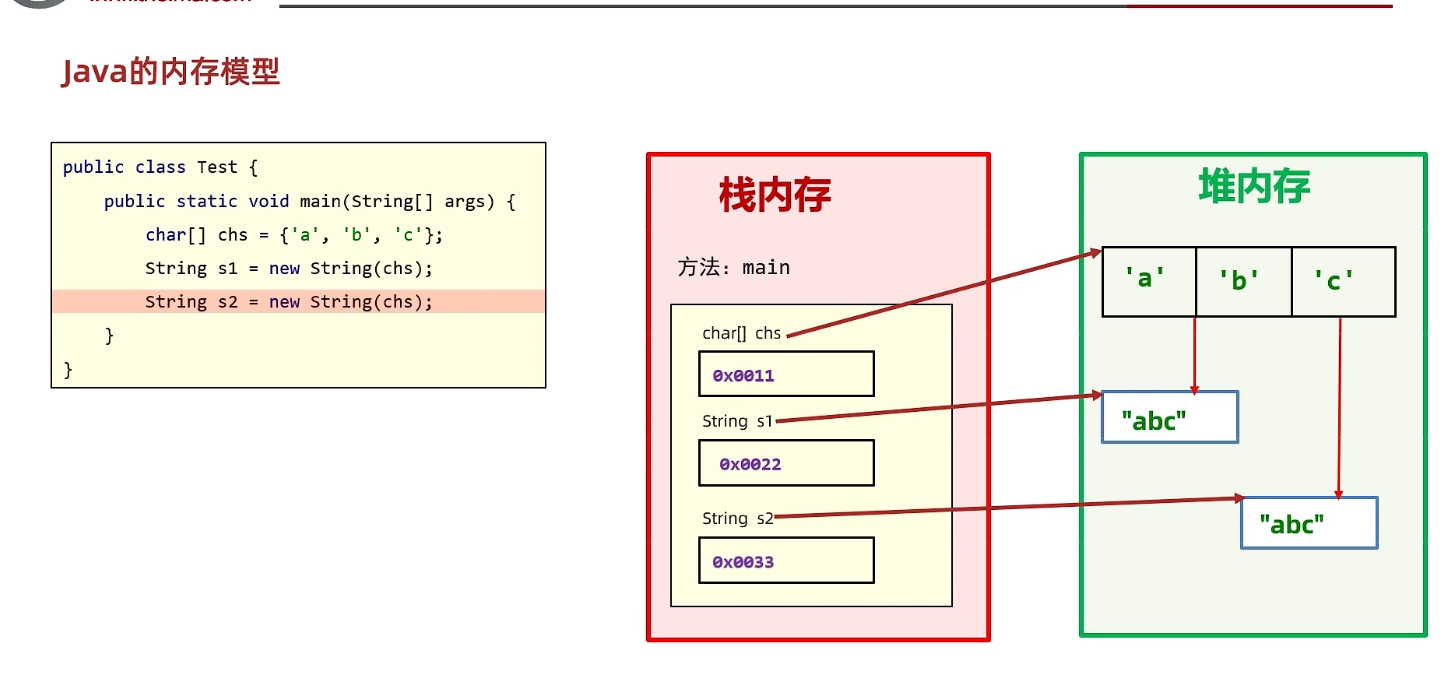 Java的内存模型
public class Test {
public static void main(String[] args) {
char[] chs = {'a', 'b', 'c'};
String s1 = new String(chs);
String s2 = new String(chs);
}
}
栈内存
方法：main
char[] chs
0x0011
String s1
0x0022
String s2
0x0033
堆内存
'a' 'b' 'c'
"abc"
"abc"